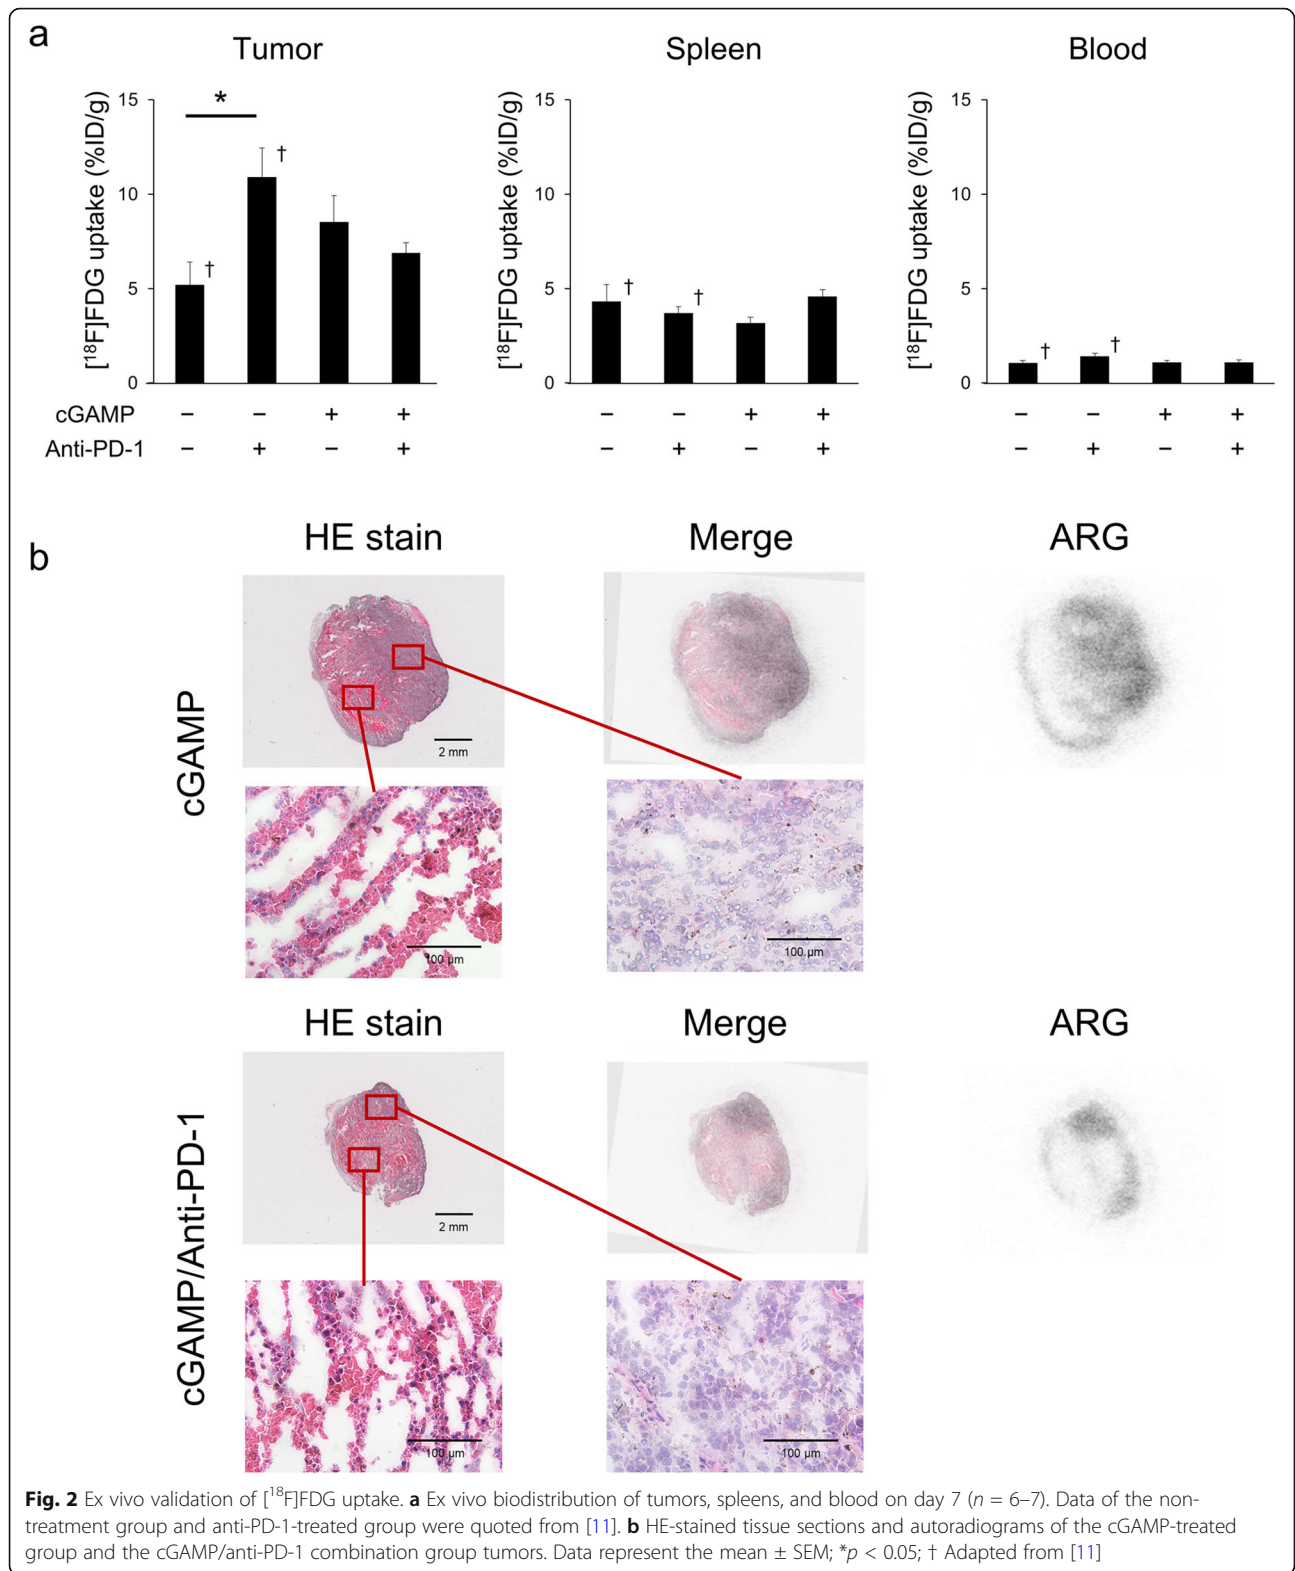 a
Tumor
Spleen
Blood
[¹⁸F]FDG uptake (%ID/g)
15
10
5
0
*
†
†
[¹⁸F]FDG uptake (%ID/g)
15
10
5
0
†
†
[¹⁸F]FDG uptake (%ID/g)
15
10
5
0
†
†
cGAMP − − + + − − + + − − + +
Anti-PD-1 − + − + − + − + − + − +
b
HE stain
Merge
ARG
cGAMP
2 mm
100 µm
100 µm
HE stain
Merge
ARG
cGAMP/Anti-PD-1
2 mm
100 µm
100 µm
Fig. 2 Ex vivo validation of [¹⁸F]FDG uptake. a Ex vivo biodistribution of tumors, spleens, and blood on day 7 (n = 6–7). Data of the non-
treatment group and anti-PD-1-treated group were quoted from [11]. b HE-stained tissue sections and autoradiograms of the cGAMP-treated
group and the cGAMP/anti-PD-1 combination group tumors. Data represent the mean ± SEM; *p < 0.05; † Adapted from [11]